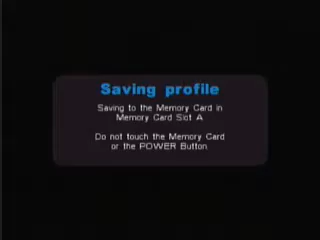 Saving profile
Saving to the Memory Card in
Memory Card Slot A
Do not touch the Memory Card
or the POWER Button